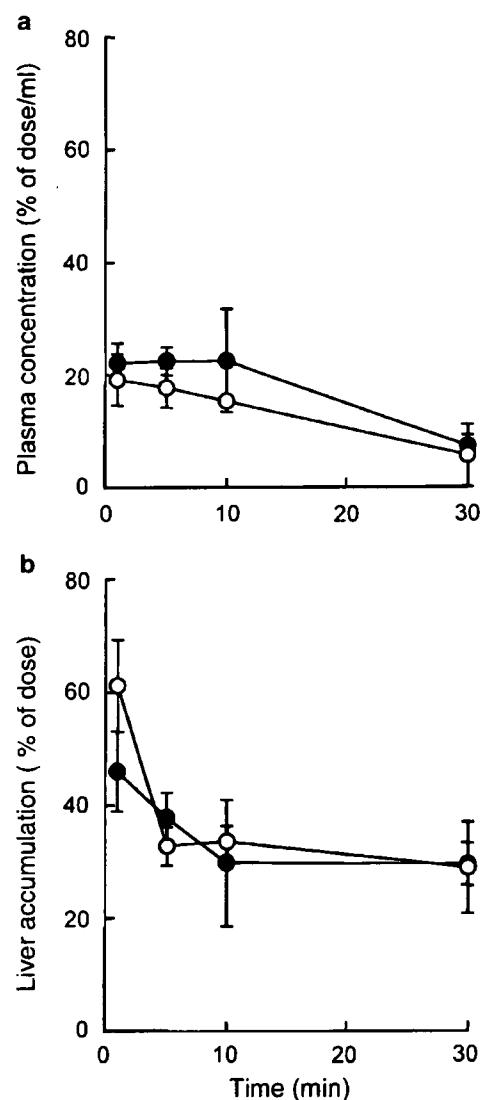 a
Plasma concentration (% of dose/ml)
80
60
40
20
0
0 10 20 30
b
Liver accumulation ( % of dose)
80
60
40
20
0
0 10 20 30
Time (min)